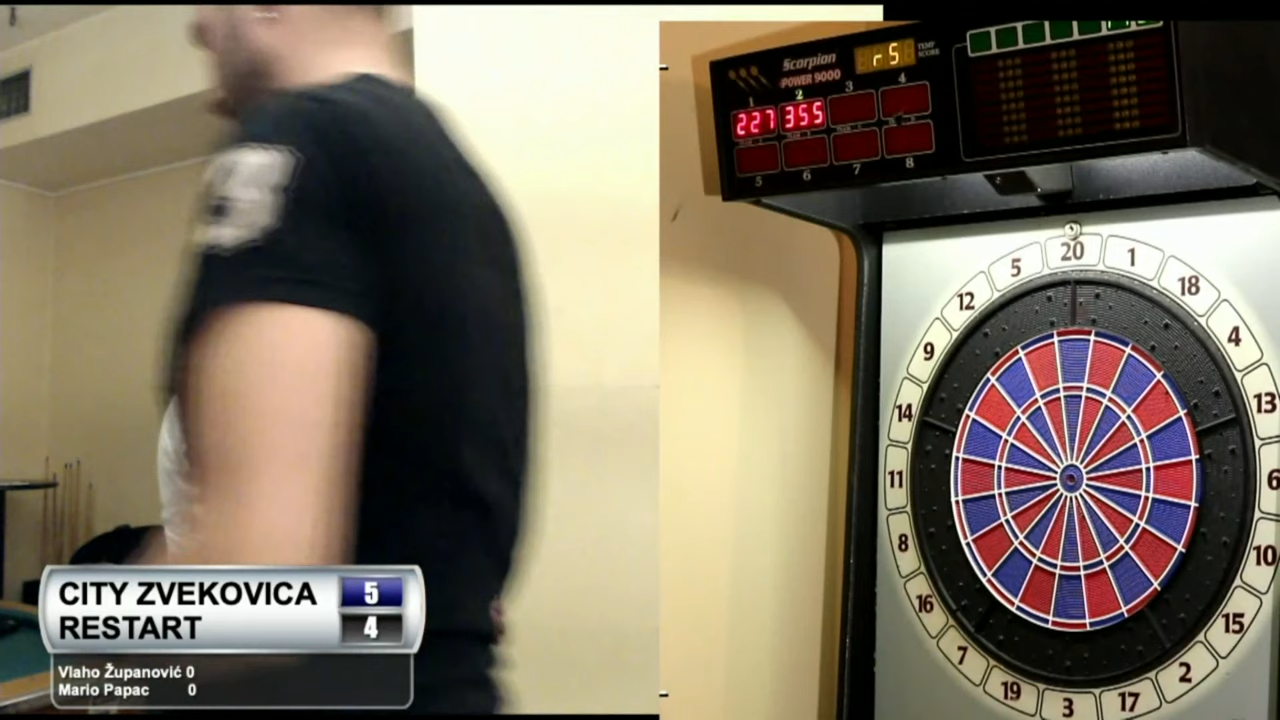 Scorpion
POWER 9000
r5
TEMP SCORE
1 2 3 4
227 355
5 6 7 8
20 1 18 4 13 6 10 15 2 17 3 19 7 16 8 11 14 9 12 5
CITY ZVEKOVICA 5
RESTART 4
Vlaho Županović 0
Mario Papac 0